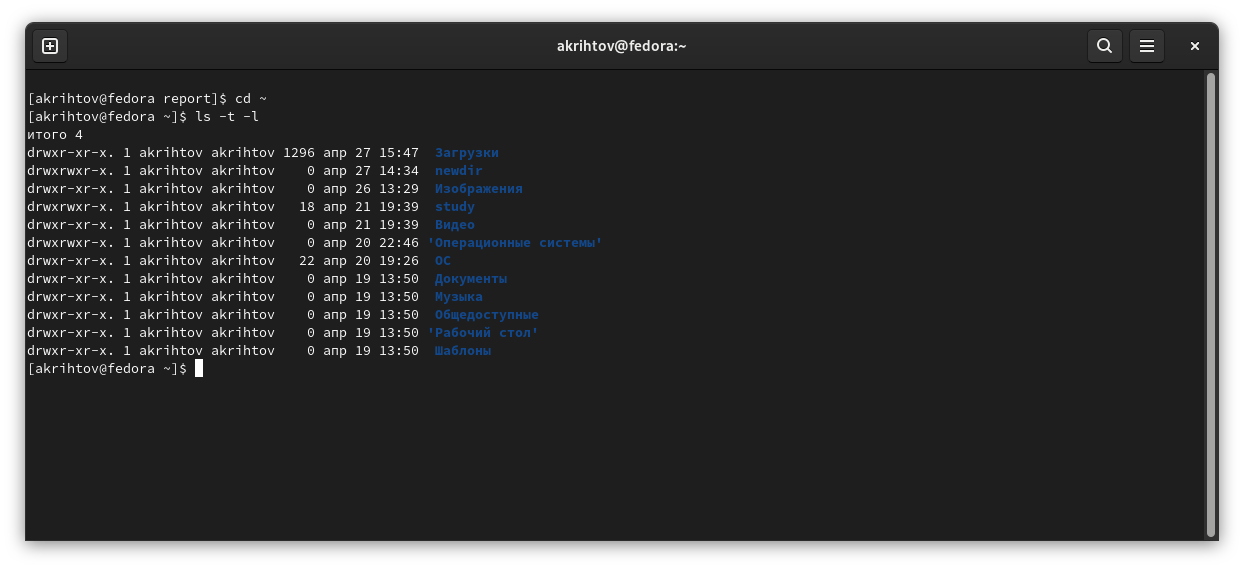 akrihtov@fedora:~
[akrihtov@fedora report]$ cd ~
[akrihtov@fedora ~]$ ls -t -l
итого 4
drwxr-xr-x. 1 akrihtov akrihtov 1296 апр 27 15:47  Загрузки
drwxrwxr-x. 1 akrihtov akrihtov    0 апр 27 14:34  newdir
drwxr-xr-x. 1 akrihtov akrihtov    0 апр 26 13:29  Изображения
drwxrwxr-x. 1 akrihtov akrihtov   18 апр 21 19:39  study
drwxr-xr-x. 1 akrihtov akrihtov    0 апр 21 19:39  Видео
drwxrwxr-x. 1 akrihtov akrihtov    0 апр 20 22:46 'Операционные системы'
drwxr-xr-x. 1 akrihtov akrihtov   22 апр 20 19:26  ОС
drwxr-xr-x. 1 akrihtov akrihtov    0 апр 19 13:50  Документы
drwxr-xr-x. 1 akrihtov akrihtov    0 апр 19 13:50  Музыка
drwxr-xr-x. 1 akrihtov akrihtov    0 апр 19 13:50  Общедоступные
drwxr-xr-x. 1 akrihtov akrihtov    0 апр 19 13:50 'Рабочий стол'
drwxr-xr-x. 1 akrihtov akrihtov    0 апр 19 13:50  Шаблоны
[akrihtov@fedora ~]$